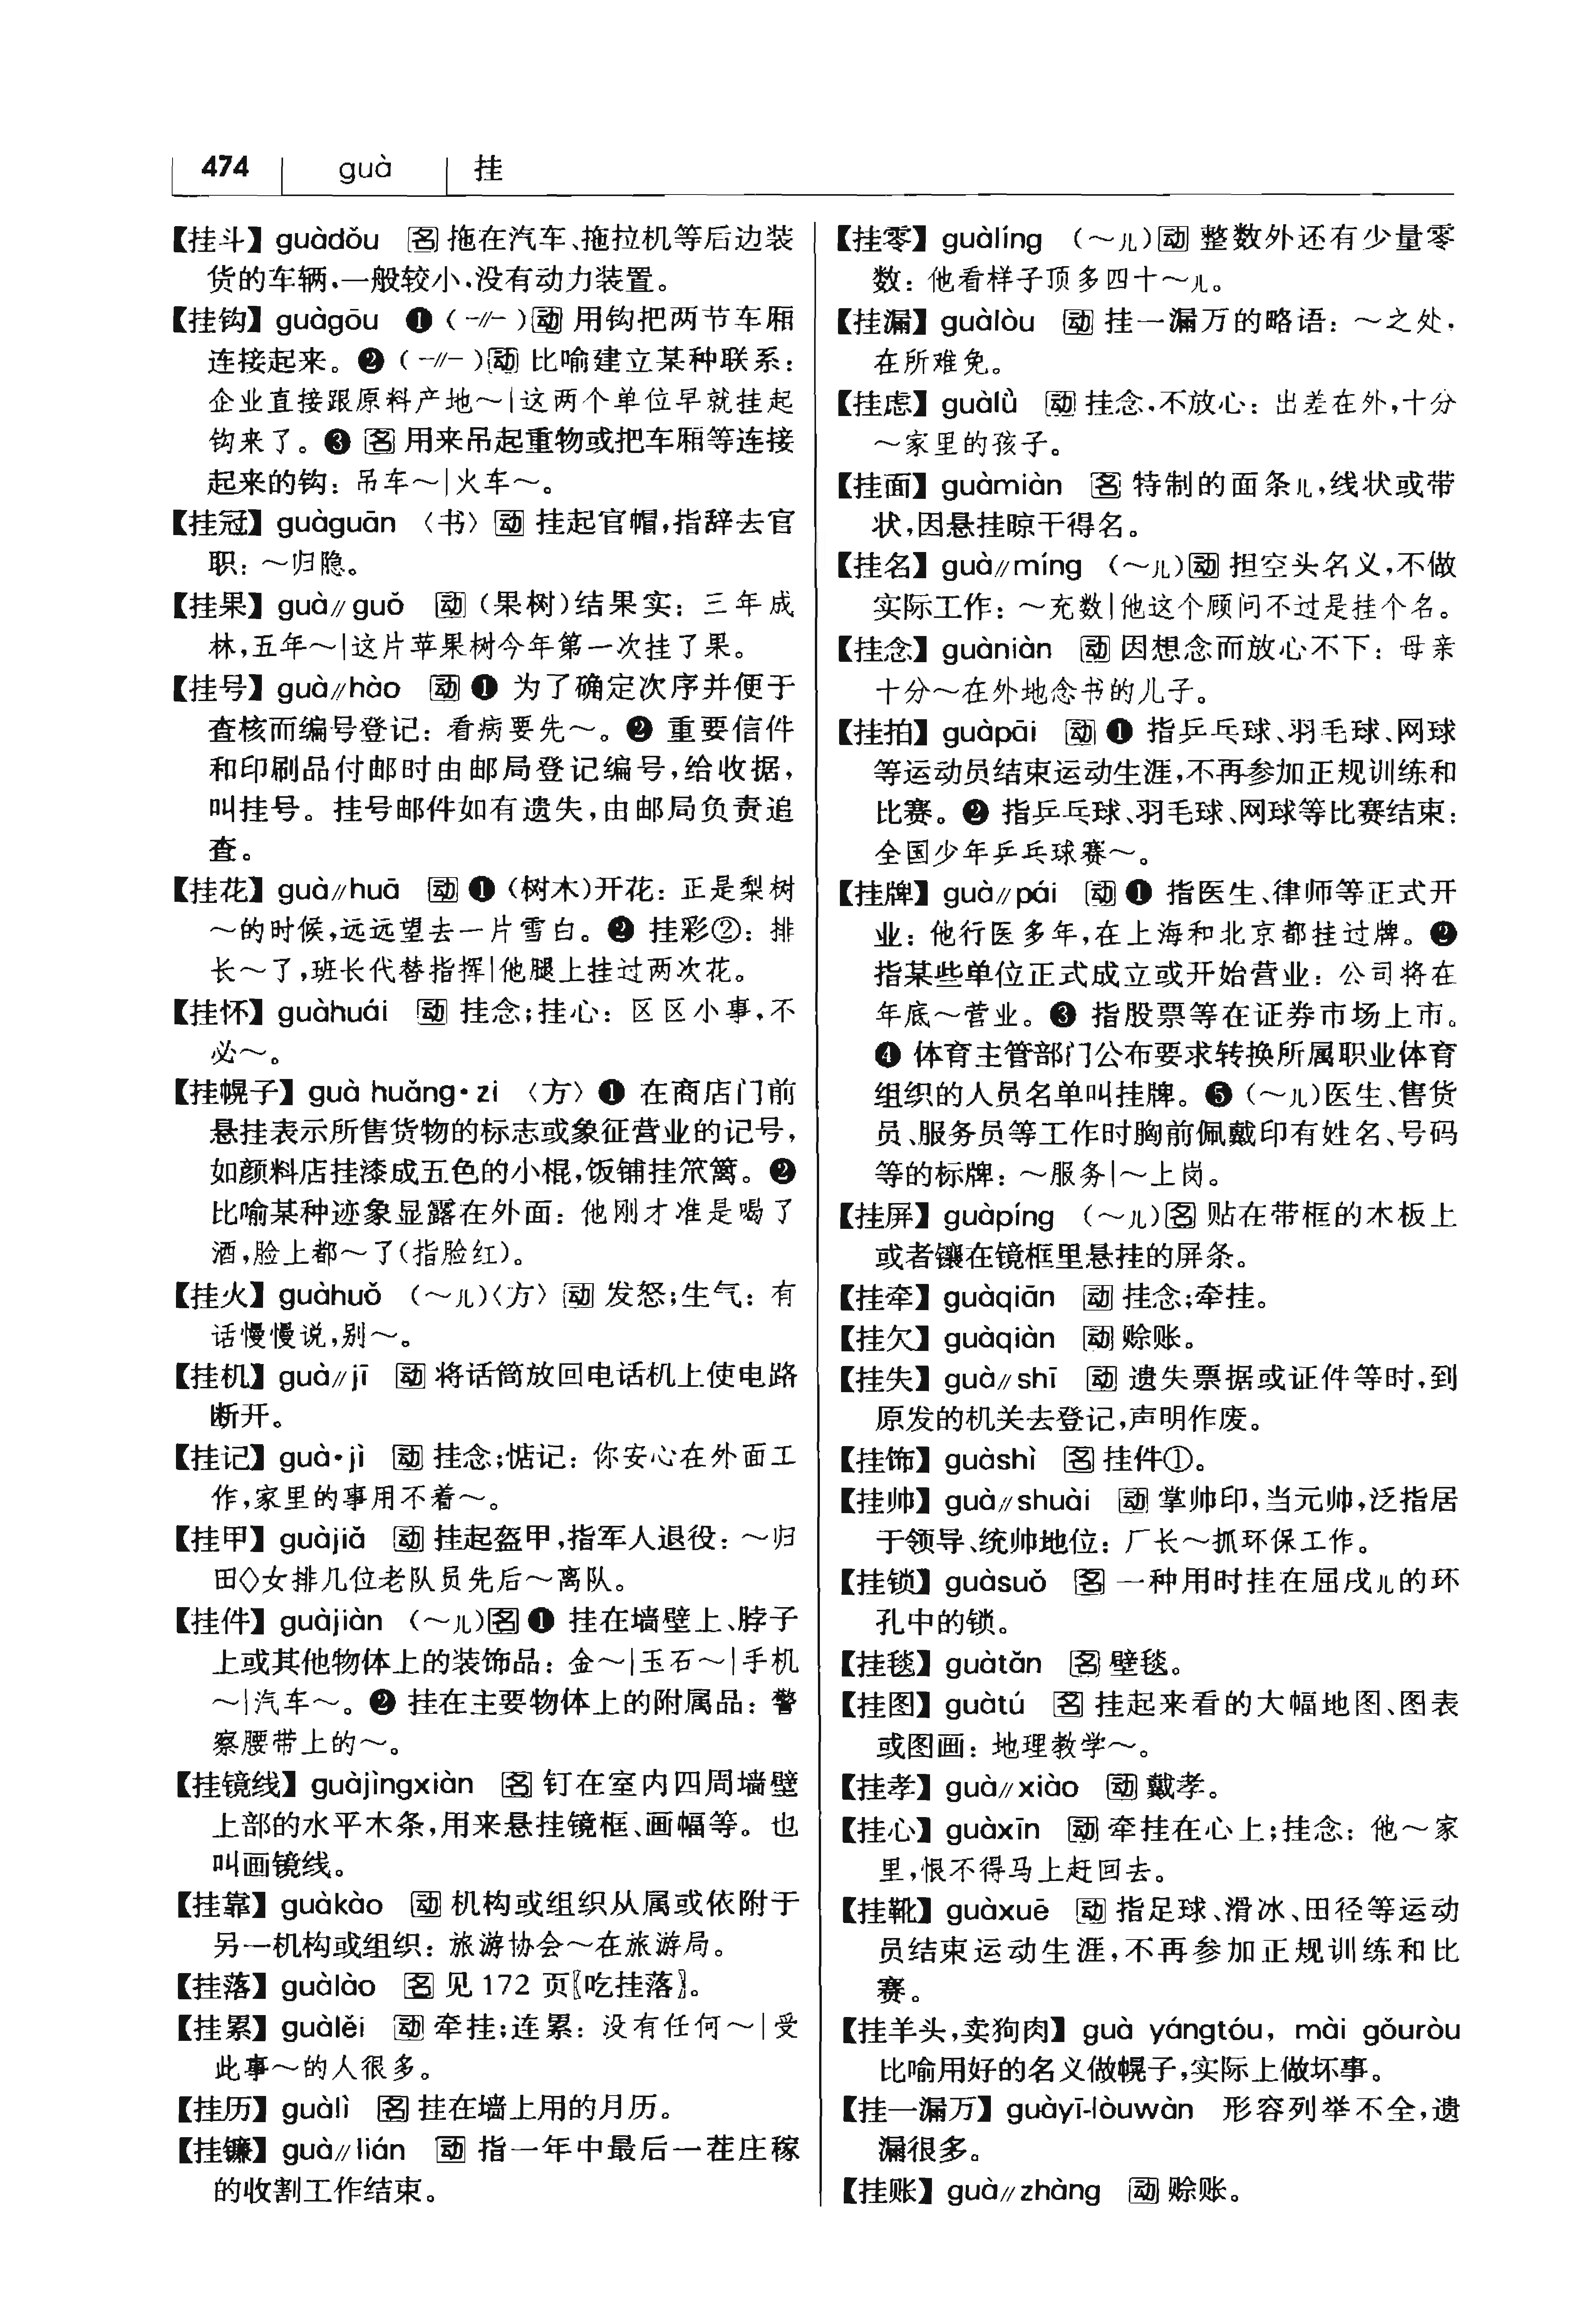 474 guà 挂
【挂斗】guàdǒu 名 拖在汽车、拖拉机等后边装
货的车辆,一般较小,没有动力装置。
【挂钩】guàgōu ❶(-//-)动 用钩把两节车厢
连接起来。❷(-//-)动 比喻建立某种联系:
企业直接跟原料产地～|这两个单位早就挂起
钩来了。❸ 名 用来吊起重物或把车厢等连接
起来的钩:吊车～|火车～。
【挂冠】guàguān 〈书〉动 挂起官帽,指辞去官
职:～归隐。
【挂果】guà//guǒ 动(果树)结果实:三年成
林,五年～|这片苹果树今年第一次挂了果。
【挂号】guà//hào 动 ❶ 为了确定次序并便于
查核而编号登记:看病要先～。❷ 重要信件
和印刷品付邮时由邮局登记编号,给收据,
叫挂号。挂号邮件如有遗失,由邮局负责追
查。
【挂花】guà//huā 动 ❶(树木)开花:正是梨树
～的时候,远远望去一片雪白。❷ 挂彩②:排
长～了,班长代替指挥|他腿上挂过两次花。
【挂怀】guàhuái 动 挂念;挂心:区区小事,不
必～。
【挂幌子】guà huǎng·zi 〈方〉❶ 在商店门前
悬挂表示所售货物的标志或象征营业的记号,
如颜料店挂漆成五色的小棍,饭铺挂笊篱。❷
比喻某种迹象显露在外面:他刚才准是喝了
酒,脸上都～了(指脸红)。
【挂火】guàhuǒ (～儿)〈方〉动 发怒;生气:有
话慢慢说,别～。
【挂机】guà//jī 动 将话筒放回电话机上使电路
断开。
【挂记】guà·jì 动 挂念;惦记:你安心在外面工
作,家里的事用不着～。
【挂甲】guàjiǎ 动 挂起盔甲,指军人退役:～归
田◇女排几位老队员先后～离队。
【挂件】guàjiàn (～儿)名 ❶ 挂在墙壁上、脖子
上或其他物体上的装饰品:金～|玉石～|手机
～|汽车～。❷ 挂在主要物体上的附属品:警
察腰带上的～。
【挂镜线】guàjìngxiàn 名 钉在室内四周墙壁
上部的水平木条,用来悬挂镜框、画幅等。也
叫画镜线。
【挂靠】guàkào 动 机构或组织从属或依附于
另一机构或组织:旅游协会～在旅游局。
【挂落】guàlào 名 见 172 页〖吃挂落〗。
【挂累】guàlěi 动 牵挂;连累:没有任何～|受
此事～的人很多。
【挂历】guàlì 名 挂在墙上用的月历。
【挂镰】guà//lián 动 指一年中最后一茬庄稼
的收割工作结束。
【挂零】guàlíng (～儿)动 整数外还有少量零
数:他看样子顶多四十～儿。
【挂漏】guàlòu 动 挂一漏万的略语:～之处,
在所难免。
【挂虑】guàlǜ 动 挂念,不放心:出差在外,十分
～家里的孩子。
【挂面】guàmiàn 名 特制的面条儿,线状或带
状,因悬挂晾干得名。
【挂名】guà//míng (～儿)动 担空头名义,不做
实际工作:～充数|他这个顾问不过是挂个名。
【挂念】guàniàn 动 因想念而放心不下:母亲
十分～在外地念书的儿子。
【挂拍】guàpāi 动 ❶ 指乒乓球、羽毛球、网球
等运动员结束运动生涯,不再参加正规训练和
比赛。❷ 指乒乓球、羽毛球、网球等比赛结束:
全国少年乒乓球赛～。
【挂牌】guà//pái 动 ❶ 指医生、律师等正式开
业:他行医多年,在上海和北京都挂过牌。❷
指某些单位正式成立或开始营业:公司将在
年底～营业。❸ 指股票等在证券市场上市。
❹ 体育主管部门公布要求转换所属职业体育
组织的人员名单叫挂牌。❺(～儿)医生、售货
员、服务员等工作时胸前佩戴印有姓名、号码
等的标牌:～服务|～上岗。
【挂屏】guàpíng (～儿)名 贴在带框的木板上
或者镶在镜框里悬挂的屏条。
【挂牵】guàqiān 动 挂念;牵挂。
【挂欠】guàqiàn 动 赊账。
【挂失】guà//shī 动 遗失票据或证件等时,到
原发的机关去登记,声明作废。
【挂饰】guàshì 名 挂件①。
【挂帅】guà//shuài 动 掌帅印,当元帅,泛指居
于领导、统帅地位:厂长～抓环保工作。
【挂锁】guàsuǒ 名 一种用时挂在屈戌儿的环
孔中的锁。
【挂毯】guàtǎn 名 壁毯。
【挂图】guàtú 名 挂起来看的大幅地图、图表
或图画:地理教学～。
【挂孝】guà//xiào 动 戴孝。
【挂心】guàxīn 动 牵挂在心上;挂念:他～家
里,恨不得马上赶回去。
【挂靴】guàxuē 动 指足球、滑冰、田径等运动
员结束运动生涯,不再参加正规训练和比
赛。
【挂羊头,卖狗肉】guà yángtóu, mài gǒuròu
比喻用好的名义做幌子,实际上做坏事。
【挂一漏万】guàyī-lòuwàn 形容列举不全,遗
漏很多。
【挂账】guà//zhàng 动 赊账。